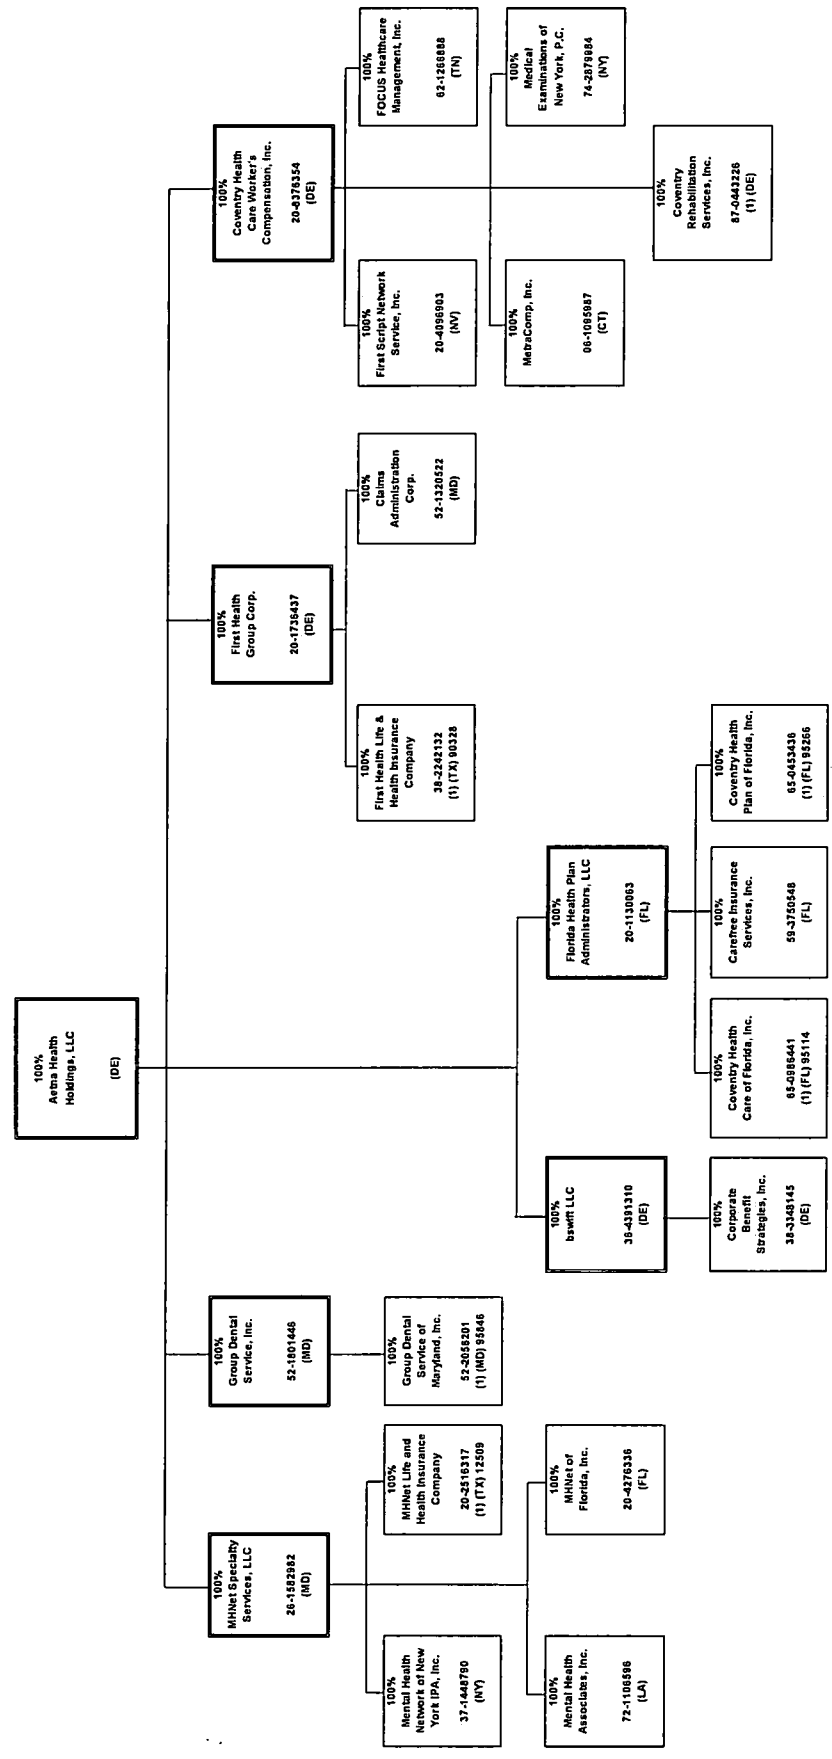 100%
Aetna Health
Holdings, LLC
(DE)
100%
MHNet Specialty
Services, LLC
26-1582982
(MD)
100%
Group Dental
Service, Inc.
52-1801446
(MD)
100%
First Health
Group Corp.
20-1736437
(DE)
100%
Coventry Health
Care Worker's
Compensation, Inc.
20-8376354
(DE)
100%
Mental Health
Network of New
York IPA, Inc.
37-1448790
(NY)
100%
MHNet Life and
Health Insurance
Company
20-2516317
(1) (TX) 12509
100%
Group Dental
Service of
Maryland, Inc.
52-2058201
(1) (MD) 95846
100%
First Health Life &
Health Insurance
Company
38-2242132
(1) (TX) 90328
100%
Claims
Administration
Corp.
52-1320522
(MD)
100%
First Script Network
Service, Inc.
20-4096903
(NV)
100%
FOCUS Healthcare
Management, Inc.
62-1266888
(TN)
100%
Mental Health
Associates, Inc.
72-1106596
(LA)
100%
MHNet of
Florida, Inc.
20-4276336
(FL)
100%
bswift LLC
36-4391310
(DE)
100%
Florida Health Plan
Administrators, LLC
20-1130063
(FL)
100%
MetraComp, Inc.
06-1095987
(CT)
100%
Medical
Examinations of
New York, P.C.
74-2879984
(NY)
100%
Corporate
Benefit
Strategies, Inc.
38-3348145
(DE)
100%
Coventry Health
Care of Florida, Inc.
65-0986441
(1) (FL) 95114
100%
Carefree Insurance
Services, Inc.
59-3750548
(FL)
100%
Coventry Health
Plan of Florida, Inc.
65-0453436
(1) (FL) 95266
100%
Coventry
Rehabilitation
Services, Inc.
87-0443226
(1) (DE)